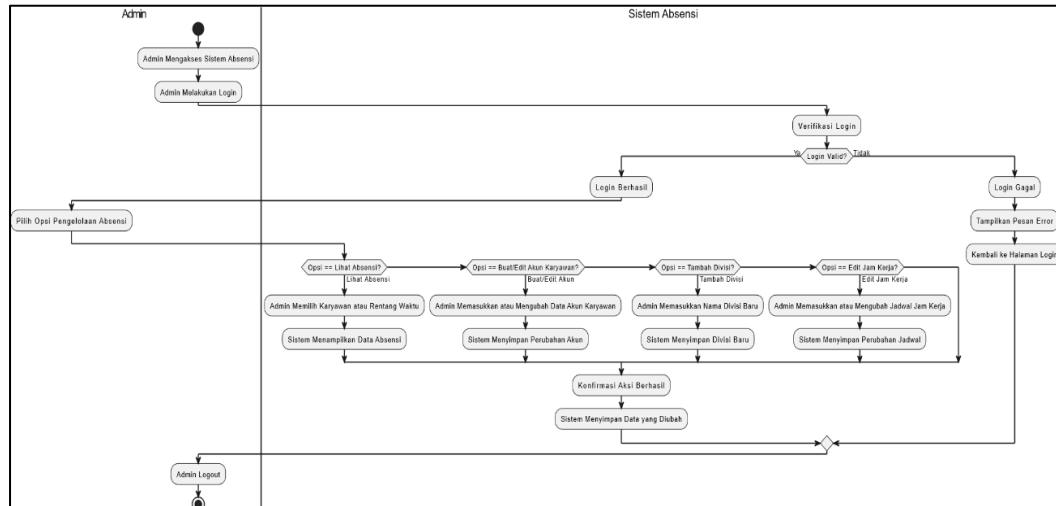 Admin
Sistem Absensi
Admin Mengakses Sistem Absensi
Admin Melakukan Login
Verifikasi Login
Ya
Login Valid?
Tidak
Login Berhasil
Login Gagal
Pilih Opsi Pengelolaan Absensi
Tampilkan Pesan Error
Kembali ke Halaman Login
Opsi == Lihat Absensi?
Opsi == Buat/Edit Akun Karyawan?
Opsi == Tambah Divisi?
Opsi == Edit Jam Kerja?
Lihat Absensi
Buat/Edit Akun
Tambah Divisi
Edit Jam Kerja
Admin Memilih Karyawan atau Rentang Waktu
Admin Memasukkan atau Mengubah Data Akun Karyawan
Admin Memasukkan Nama Divisi Baru
Admin Memasukkan atau Mengubah Jadwal Jam Kerja
Sistem Menampilkan Data Absensi
Sistem Menyimpan Perubahan Akun
Sistem Menyimpan Divisi Baru
Sistem Menyimpan Perubahan Jadwal
Konfirmasi Aksi Berhasil
Sistem Menyimpan Data yang Diubah
Admin Logout